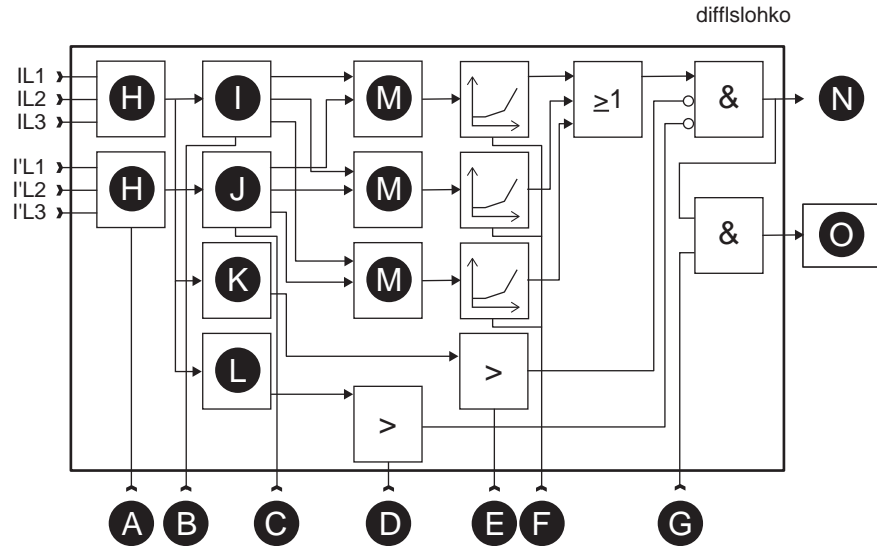 difflslohko
IL1
IL2
IL3
I'L1
I'L2
I'L3
H
H
I
J
K
L
M
M
M
≥1
&
&
>
>
N
O
A
B
C
D
E
F
G